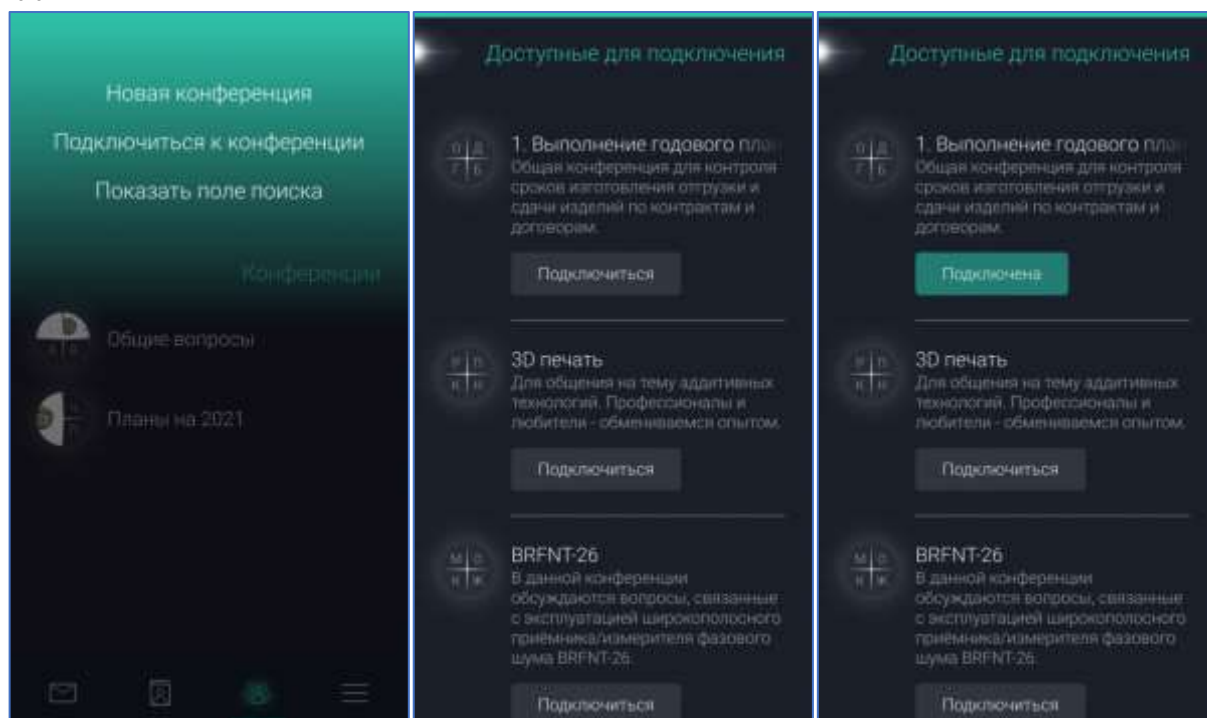 Новая конференция
Подключиться к конференции
Показать поле поиска
Конференции
Общие вопросы
Планы на 2021
Доступные для подключения
1. Выполнение годового пла
Общая конференция для контроля
сроков изготовления отгрузки и
сдачи изделий по контрактам и
договорам.
Подключиться
3D печать
Для общения на тему аддитивных
технологий. Профессионалы и
любители - обмениваемся опытом.
Подключиться
BRFNT-26
В данной конференции
обсуждаются вопросы, связанные
с эксплуатацией широкополосного
приёмника/измерителя фазового
шума BRFNT-26.
Подключиться
Доступные для подключения
1. Выполнение годового пла
Общая конференция для контроля
сроков изготовления отгрузки и
сдачи изделий по контрактам и
договорам.
Подключена
3D печать
Для общения на тему аддитивных
технологий. Профессионалы и
любители - обмениваемся опытом.
Подключиться
BRFNT-26
В данной конференции
обсуждаются вопросы, связанные
с эксплуатацией широкополосного
приёмника/измерителя фазового
шума BRFNT-26.
Подключиться